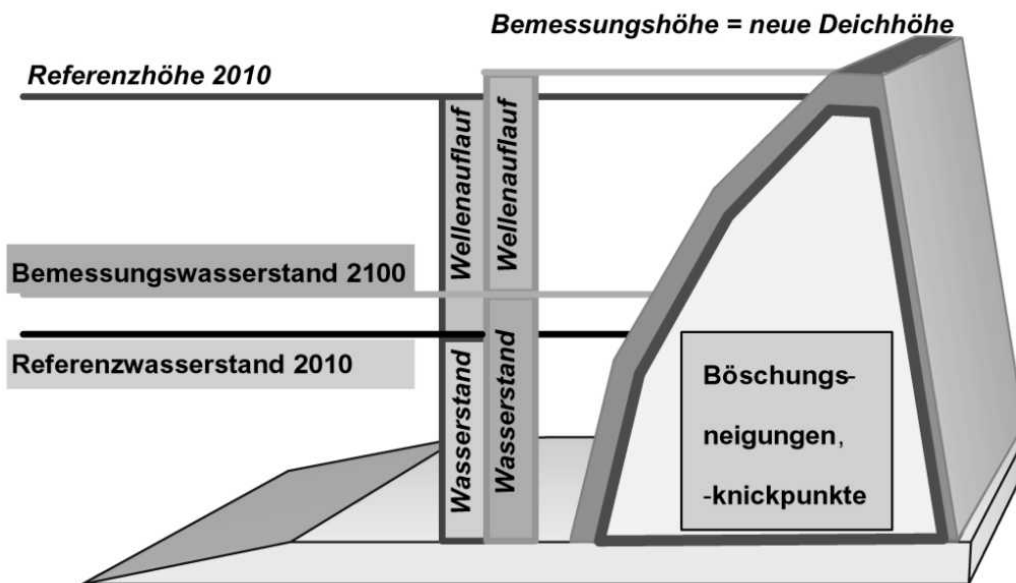 Bemessungshöhe = neue Deichhöhe
Referenzhöhe 2010
Wellenauflauf
Wellenauflauf
Bemessungswasserstand 2100
Referenzwasserstand 2010
Wasserstand
Wasserstand
Böschungs-
neigungen,
-knickpunkte